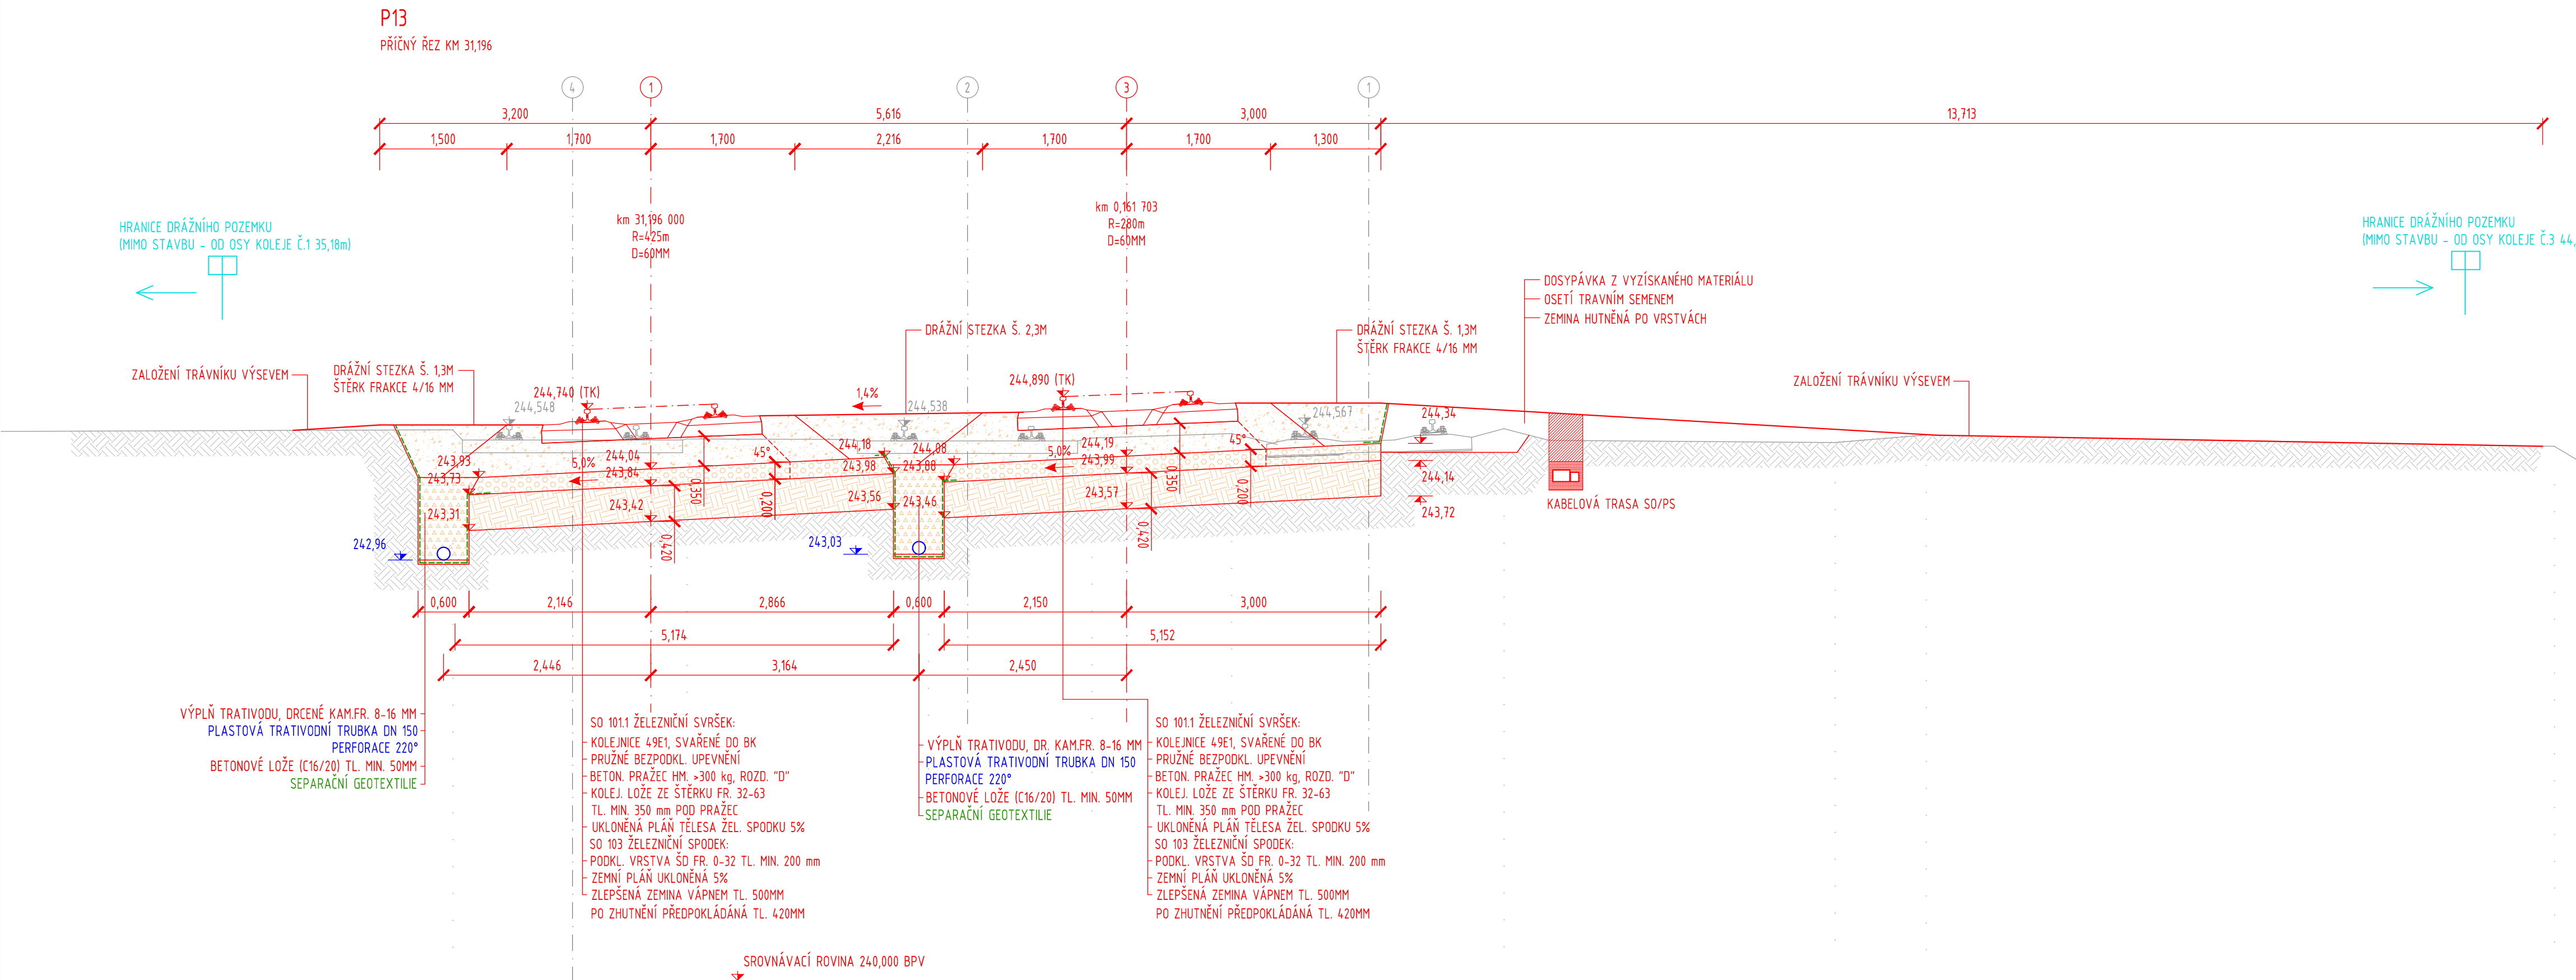 P13
PŘÍČNÝ ŘEZ KM 31,196
4
1
2
3
1
3,200
5,616
3,000
13,713
1,500
1,700
1,700
2,216
1,700
1,700
1,300
km 31,196 000
R=425m
D=60MM
km 0,161 703
R=280m
D=60MM
HRANICE DRÁŽNÍHO POZEMKU
(MIMO STAVBU - OD OSY KOLEJE Č.1 35,18m)
HRANICE DRÁŽNÍHO POZEMKU
(MIMO STAVBU - OD OSY KOLEJE Č.3 44,
DOSYPÁVKA Z VYZÍSKANÉHO MATERIÁLU
OSETÍ TRAVNÍM SEMENEM
ZEMINA HUTNĚNÁ PO VRSTVÁCH
DRÁŽNÍ STEZKA Š. 2,3M
DRÁŽNÍ STEZKA Š. 1,3M
ŠTĚRK FRAKCE 4/16 MM
ZALOŽENÍ TRÁVNÍKU VÝSEVEM
DRÁŽNÍ STEZKA Š. 1,3M
ŠTĚRK FRAKCE 4/16 MM
ZALOŽENÍ TRÁVNÍKU VÝSEVEM
244,740 (TK)
244,890 (TK)
1,4%
244,548
244,538
244,567
244,34
244,18
244,08
244,19
45°
45°
243,93
244,04
5,0%
243,98
243,88
5,0%
243,99
243,73
243,84
0,350
0,350
244,14
243,31
243,42
0,200
243,56
243,46
243,57
0,200
243,72
KABELOVÁ TRASA SO/PS
242,96
243,03
0,420
0,420
0,600
2,146
2,866
0,600
2,150
3,000
5,174
5,152
2,446
3,164
2,450
VÝPLŇ TRATIVODU, DRCENÉ KAM.FR. 8-16 MM
PLASTOVÁ TRATIVODNÍ TRUBKA DN 150
PERFORACE 220°
BETONOVÉ LOŽE (C16/20) TL. MIN. 50MM
SEPARAČNÍ GEOTEXTILIE
SO 101.1 ŽELEZNIČNÍ SVRŠEK:
KOLEJNICE 49E1, SVAŘENÉ DO BK
PRUŽNÉ BEZPODKL. UPEVNĚNÍ
BETON. PRAŽEC HM. >300 kg, ROZD. "D"
KOLEJ. LOŽE ZE ŠTĚRKU FR. 32-63
TL. MIN. 350 mm POD PRAŽEC
UKLONĚNÁ PLÁŇ TĚLESA ŽEL. SPODKU 5%
SO 103 ŽELEZNIČNÍ SPODEK:
PODKL. VRSTVA ŠD FR. 0-32 TL. MIN. 200 mm
ZEMNÍ PLÁŇ UKLONĚNÁ 5%
ZLEPŠENÁ ZEMINA VÁPNEM TL. 500MM
PO ZHUTNĚNÍ PŘEDPOKLÁDÁNÁ TL. 420MM
VÝPLŇ TRATIVODU, DR. KAM.FR. 8-16 MM
PLASTOVÁ TRATIVODNÍ TRUBKA DN 150
PERFORACE 220°
BETONOVÉ LOŽE (C16/20) TL. MIN. 50MM
SEPARAČNÍ GEOTEXTILIE
SO 101.1 ŽELEZNIČNÍ SVRŠEK:
KOLEJNICE 49E1, SVAŘENÉ DO BK
PRUŽNÉ BEZPODKL. UPEVNĚNÍ
BETON. PRAŽEC HM. >300 kg, ROZD. "D"
KOLEJ. LOŽE ZE ŠTĚRKU FR. 32-63
TL. MIN. 350 mm POD PRAŽEC
UKLONĚNÁ PLÁŇ TĚLESA ŽEL. SPODKU 5%
SO 103 ŽELEZNIČNÍ SPODEK:
PODKL. VRSTVA ŠD FR. 0-32 TL. MIN. 200 mm
ZEMNÍ PLÁŇ UKLONĚNÁ 5%
ZLEPŠENÁ ZEMINA VÁPNEM TL. 500MM
PO ZHUTNĚNÍ PŘEDPOKLÁDÁNÁ TL. 420MM
SROVNÁVACÍ ROVINA 240,000 BPV